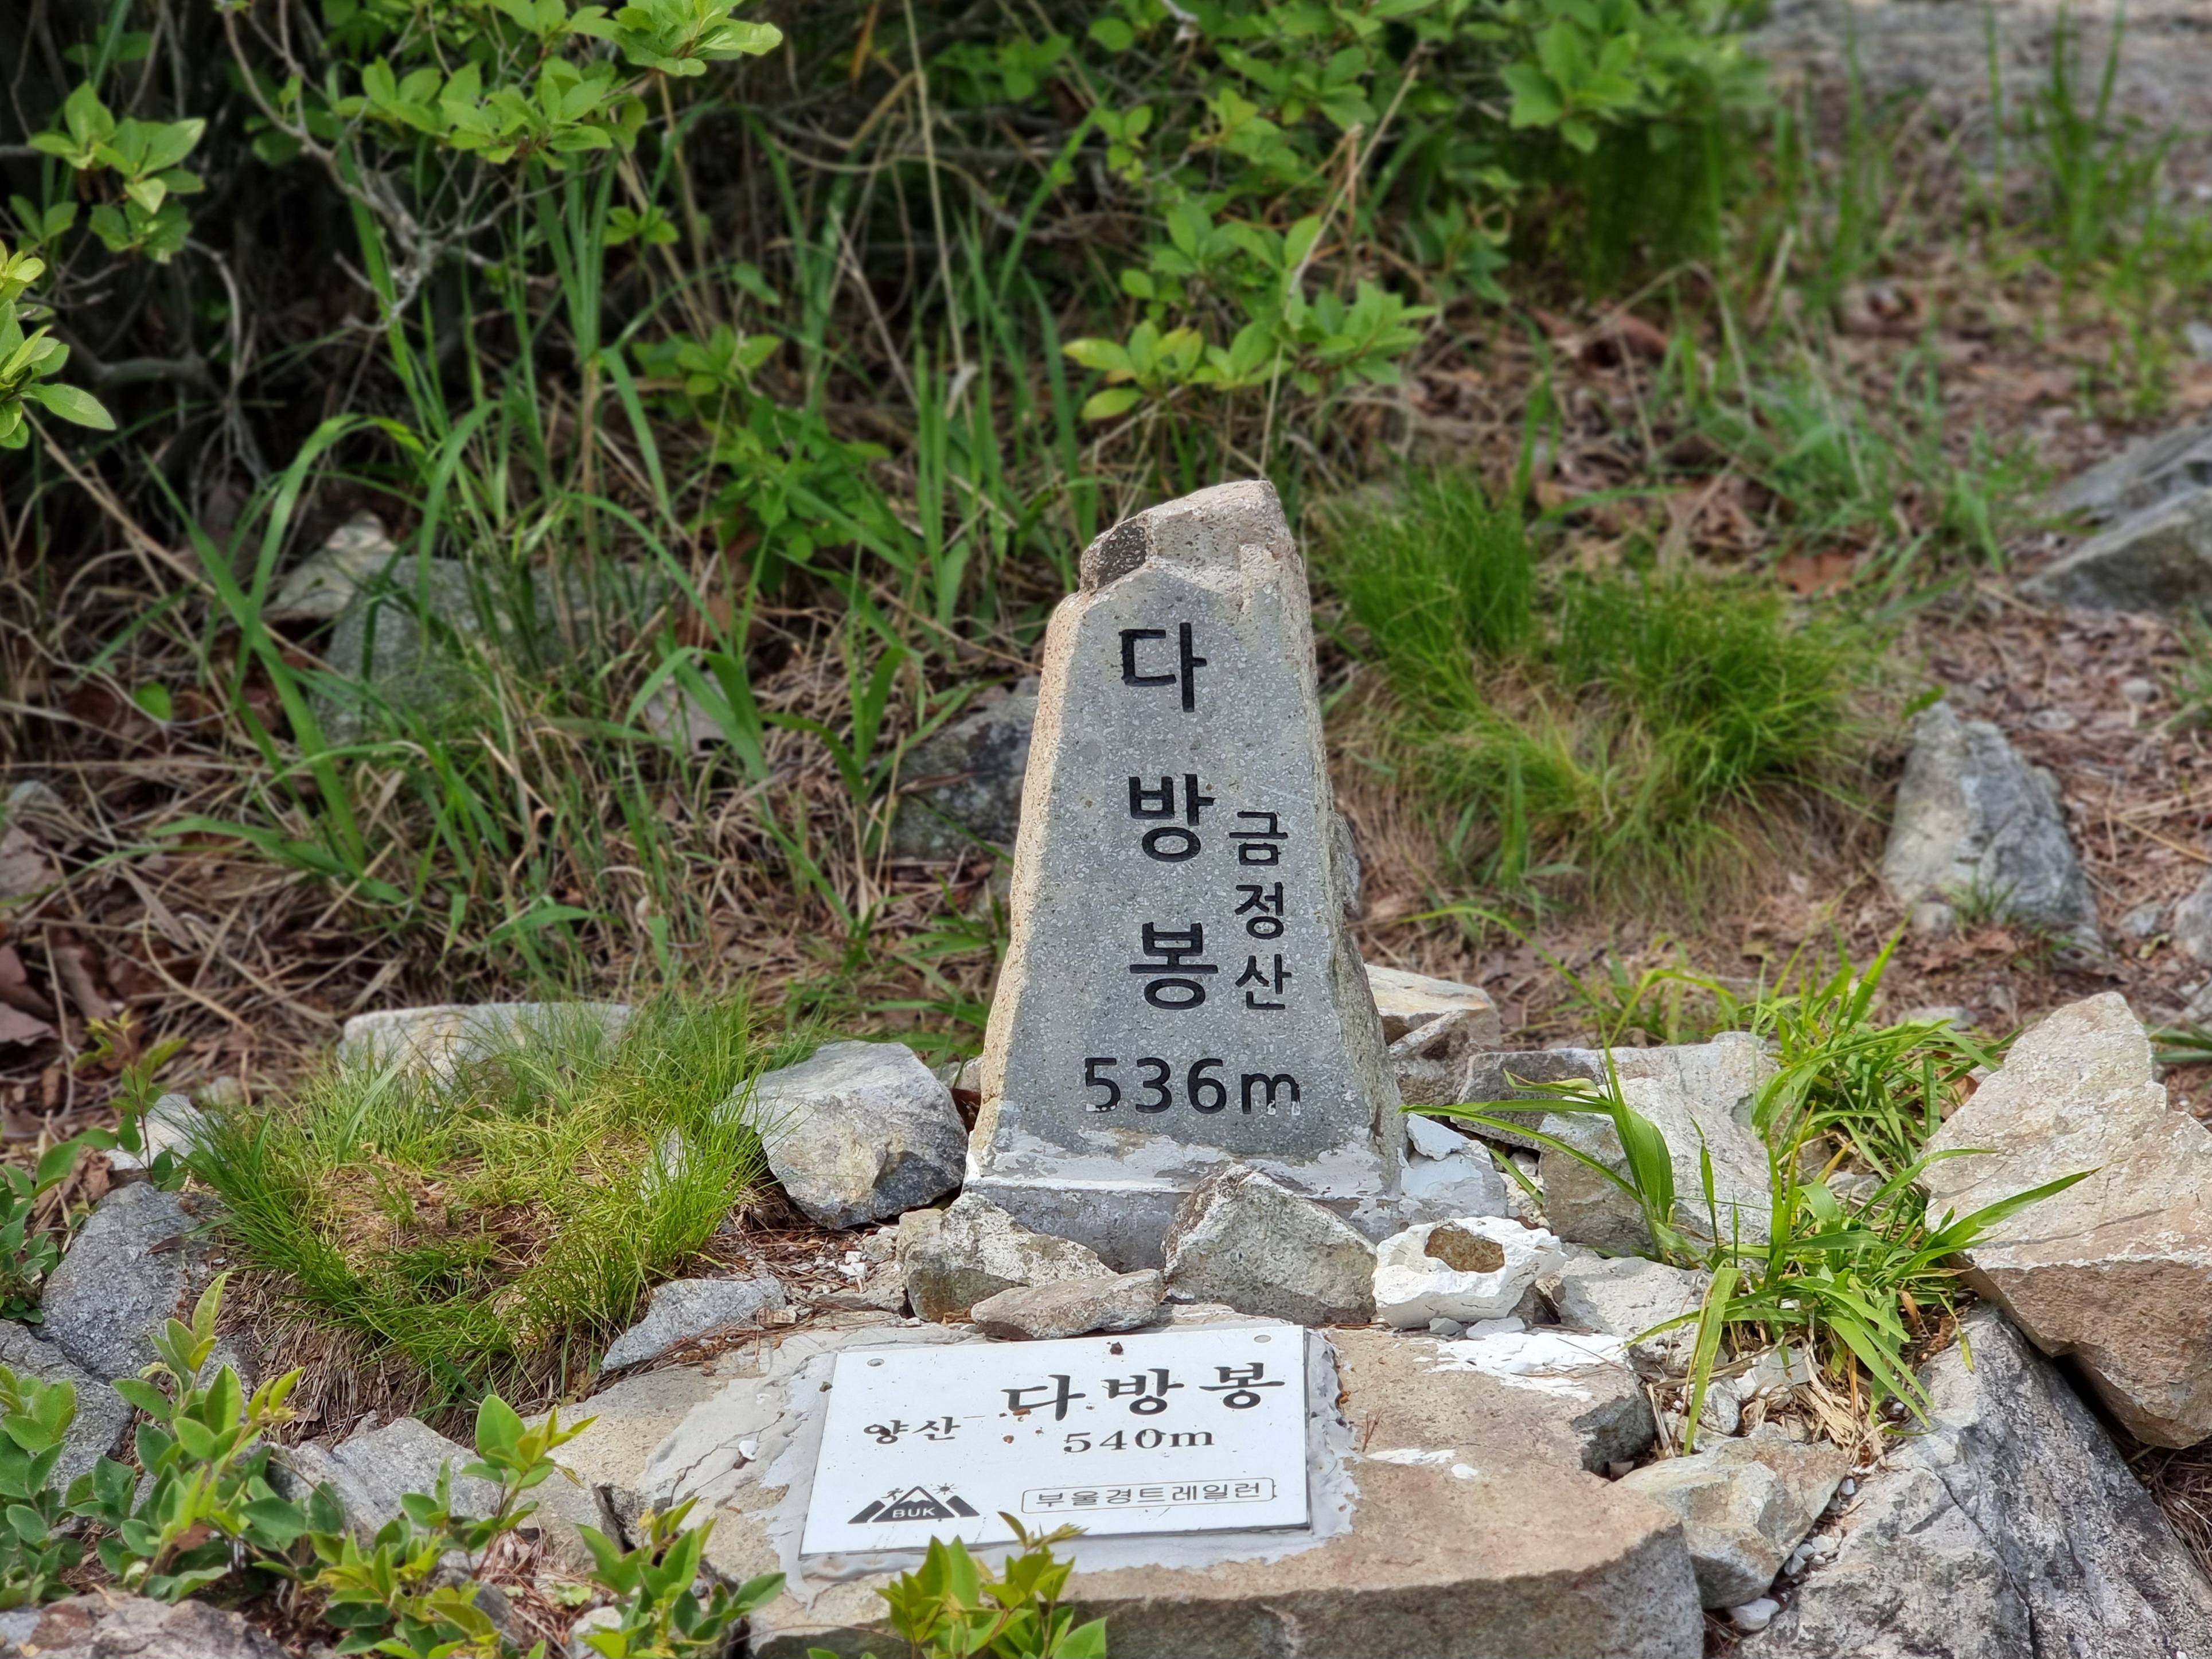 다방봉
금정산
536m
다방봉
양산
540m
BUK
부울경트레일런